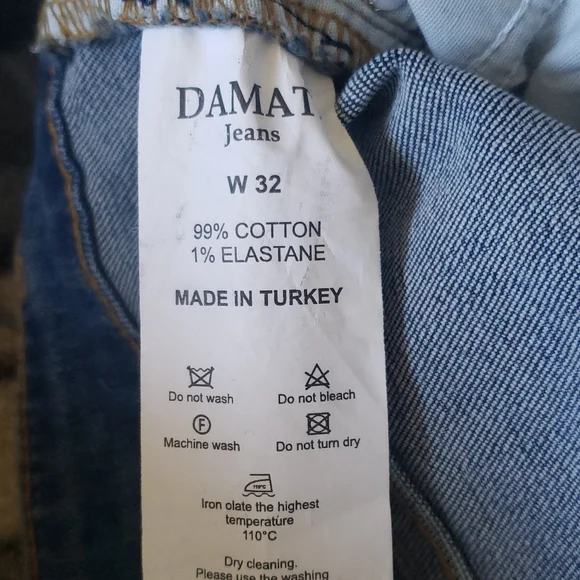 DAMAT
Jeans
W 32
99% COTTON
1% ELASTANE
MADE IN TURKEY
Do not wash
Do not bleach
F
Machine wash
Do not turn dry
110°C
Iron olate the highest
temperature
110°C
Dry cleaning.
Please use the washing